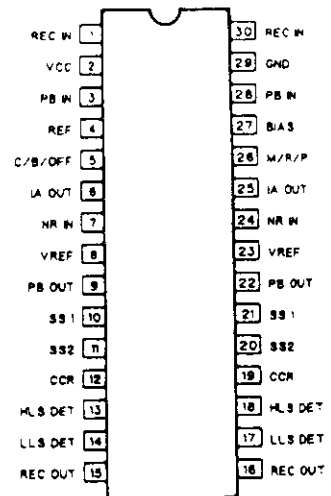 REC IN 1 30 REC IN
VCC 2 29 GND
PB IN 3 28 PB IN
REF 4 27 BIAS
C/B/OFF 5 26 M/R/P
IA OUT 6 25 IA OUT
NR IN 7 24 NR IN
VREF 8 23 VREF
PB OUT 9 22 PB OUT
SS1 10 21 SS1
SS2 11 20 SS2
CCR 12 19 CCR
HLS DET 13 18 HLS DET
LLS DET 14 17 LLS DET
REC OUT 15 16 REC OUT